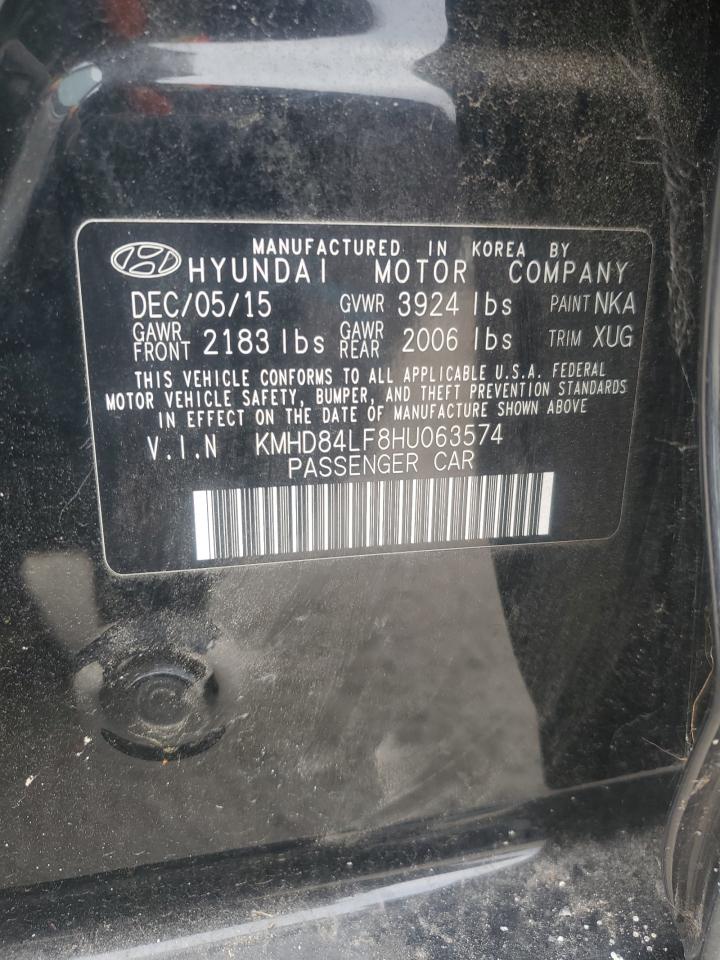 MANUFACTURED IN KOREA BY
HYUNDAI MOTOR COMPANY
DEC/05/15 GVWR 3924 lbs PAINT NKA
GAWR FRONT 2183 lbs GAWR REAR 2006 lbs TRIM XUG
THIS VEHICLE CONFORMS TO ALL APPLICABLE U.S.A. FEDERAL
MOTOR VEHICLE SAFETY, BUMPER, AND THEFT PREVENTION STANDARDS
IN EFFECT ON THE DATE OF MANUFACTURE SHOWN ABOVE
V.I.N KMHD84LF8HU063574
PASSENGER CAR